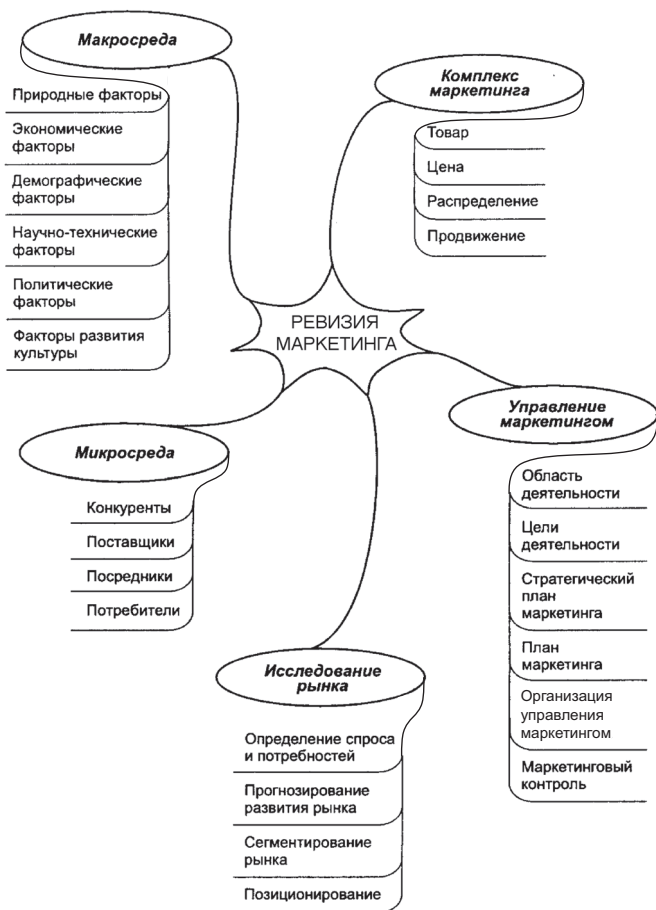 Макросреда
Природные факторы
Экономические
факторы
Демографические
факторы
Научно-технические
факторы
Политические
факторы
Факторы развития
культуры
Комплекс
маркетинга
Товар
Цена
Распределение
Продвижение
РЕВИЗИЯ
МАРКЕТИНГА
Микросреда
Конкуренты
Поставщики
Посредники
Потребители
Управление
маркетингом
Область
деятельности
Цели
деятельности
Стратегический
план
маркетинга
План
маркетинга
Организация
управления
маркетингом
Маркетинговый
контроль
Исследование
рынка
Определение спроса
и потребностей
Прогнозирование
развития рынка
Сегментирование
рынка
Позиционирование